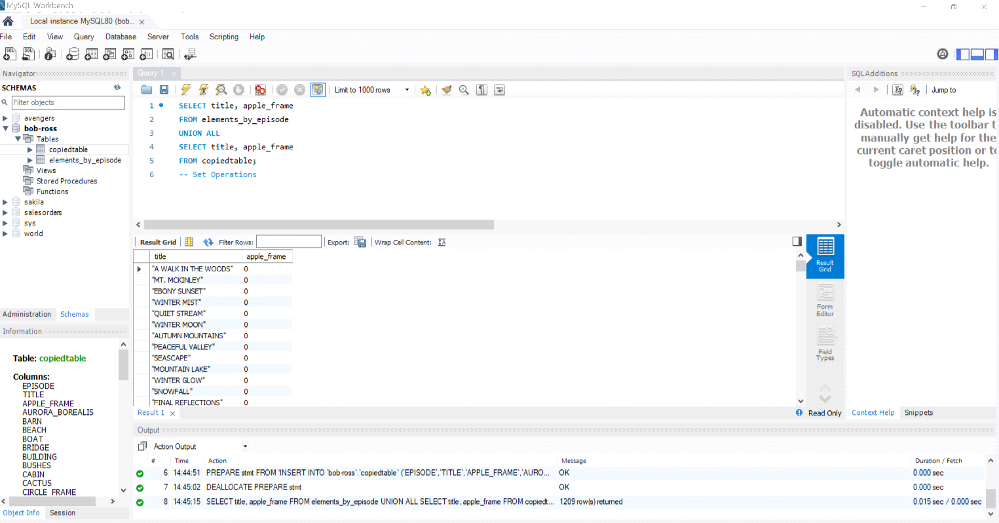 MySQL Workbench
Local instance MySQL80 (bob...
File Edit View Query Database Server Tools Scripting Help
Navigator
SCHEMAS
Filter objects
avengers
bob-ross
Tables
copiedtable
elements_by_episode
Views
Stored Procedures
Functions
sakila
salesorders
sys
world
Administration Schemas
Information
Table: copiedtable
Columns:
EPISODE
TITLE
APPLE_FRAME
AURORA_BOREALIS
BARN
BEACH
BOAT
BRIDGE
BUILDING
BUSHES
CABIN
CACTUS
CIRCLE_FRAME
Object Info Session
Query 1
Limit to 1000 rows
1 SELECT title, apple_frame
2 FROM elements_by_episode
3 UNION ALL
4 SELECT title, apple_frame
5 FROM copiedtable;
6 -- Set Operations
Result Grid Filter Rows: Export: Wrap Cell Content:
title apple_frame
"A WALK IN THE WOODS" 0
"MT. MCKINLEY" 0
"EBONY SUNSET" 0
"WINTER MIST" 0
"QUIET STREAM" 0
"WINTER MOON" 0
"AUTUMN MOUNTAINS" 0
"PEACEFUL VALLEY" 0
"SEASCAPE" 0
"MOUNTAIN LAKE" 0
"WINTER GLOW" 0
"SNOWFALL" 0
"FINAL REFLECTIONS" 0
Result
Grid
Form
Editor
Field
Types
Result 1
Read Only
SQLAdditions
Jump to
Automatic context help is
disabled. Use the toolbar t
manually get help for the
current caret position or to
toggle automatic help.
Context Help Snippets
Output
Action Output
# Time Action Message Duration / Fetch
6 14:44:51 PREPARE stmt FROM 'INSERT INTO `bob-ross`.`copiedtable` (`EPISODE`,`TITLE`,`APPLE_FRAME`,`AURO... OK 0.000 sec
7 14:45:02 DEALLOCATE PREPARE stmt OK 0.000 sec
8 14:45:15 SELECT title, apple_frame FROM elements_by_episode UNION ALL SELECT title, apple_frame FROM copiedt... 1209 row(s) returned 0.015 sec / 0.000 sec